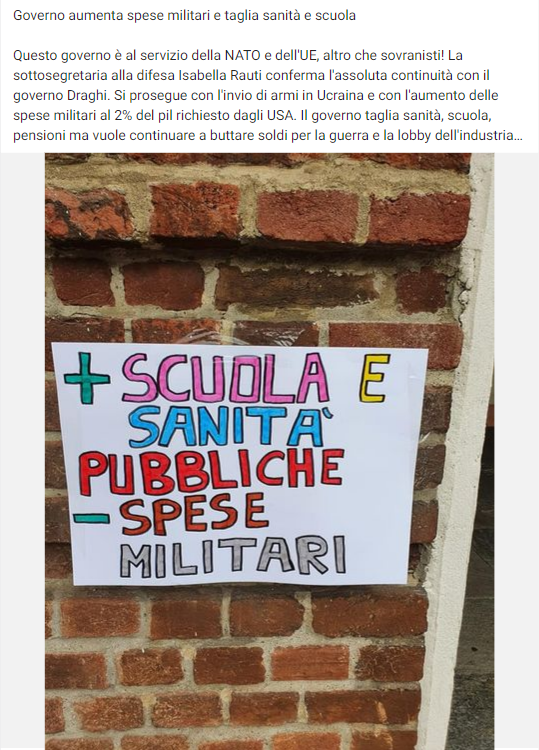 Governo aumenta spese militari e taglia sanità e scuola
Questo governo è al servizio della NATO e dell'UE, altro che sovranisti! La
sottosegretaria alla difesa Isabella Rauti conferma l'assoluta continuità con il
governo Draghi. Si prosegue con l'invio di armi in Ucraina e con l'aumento delle
spese militari al 2% del pil richiesto dagli USA. Il governo taglia sanità, scuola,
pensioni ma vuole continuare a buttare soldi per la guerra e la lobby dell'industria...
+ SCUOLA E
SANITA'
PUBBLICHE
- SPESE
MILITARI